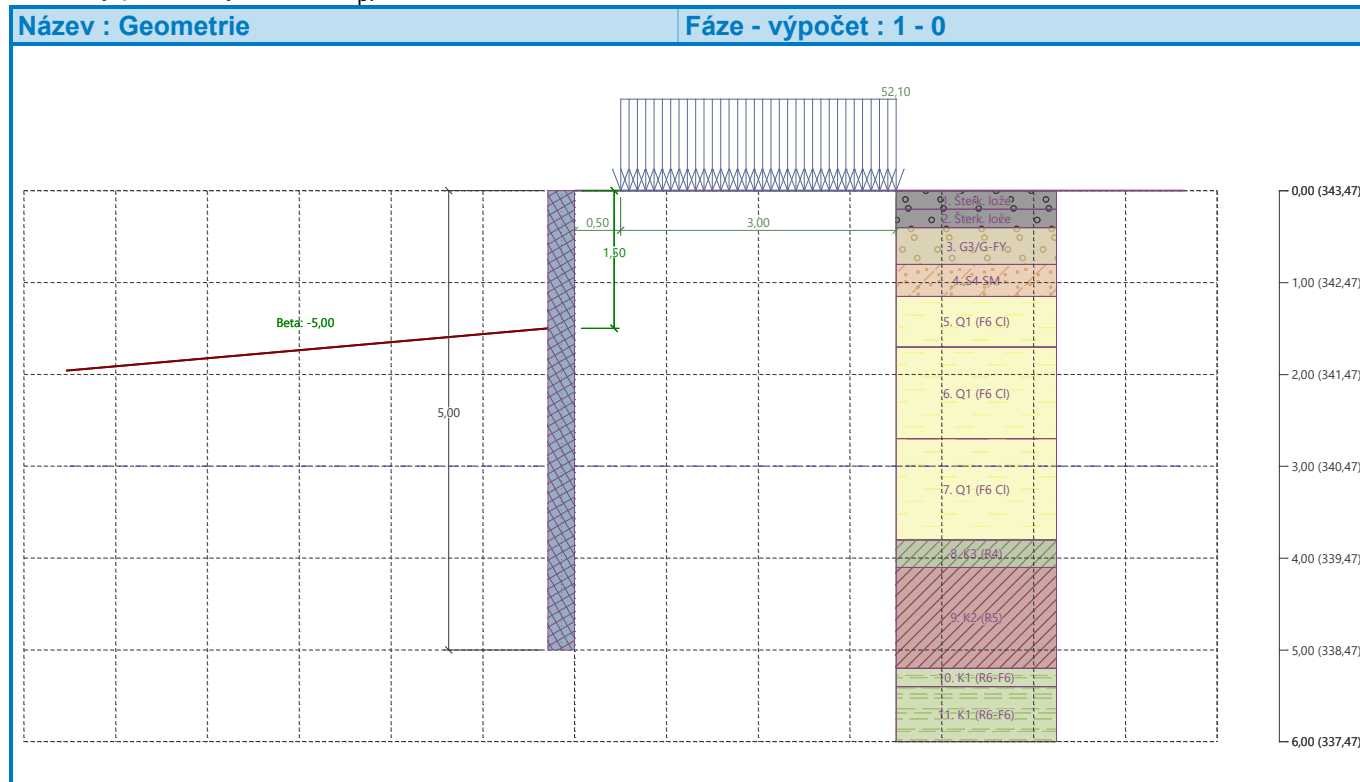 Název : Geometrie
Fáze - výpočet : 1 - 0
52,10
0,00 (343,47)
1. Šterk. lože
2. Šterk. lože
0,50
3,00
3. G3/G-FY
1,50
4. S4 SM
1,00 (342,47)
Beta: -5,00
5. Q1 (F6 CI)
2,00 (341,47)
6. Q1 (F6 CI)
5,00
3,00 (340,47)
7. Q1 (F6 CI)
8. K3 (R4)
4,00 (339,47)
9. K2 (R5)
5,00 (338,47)
10. K1 (R6-F6)
11. K1 (R6-F6)
6,00 (337,47)